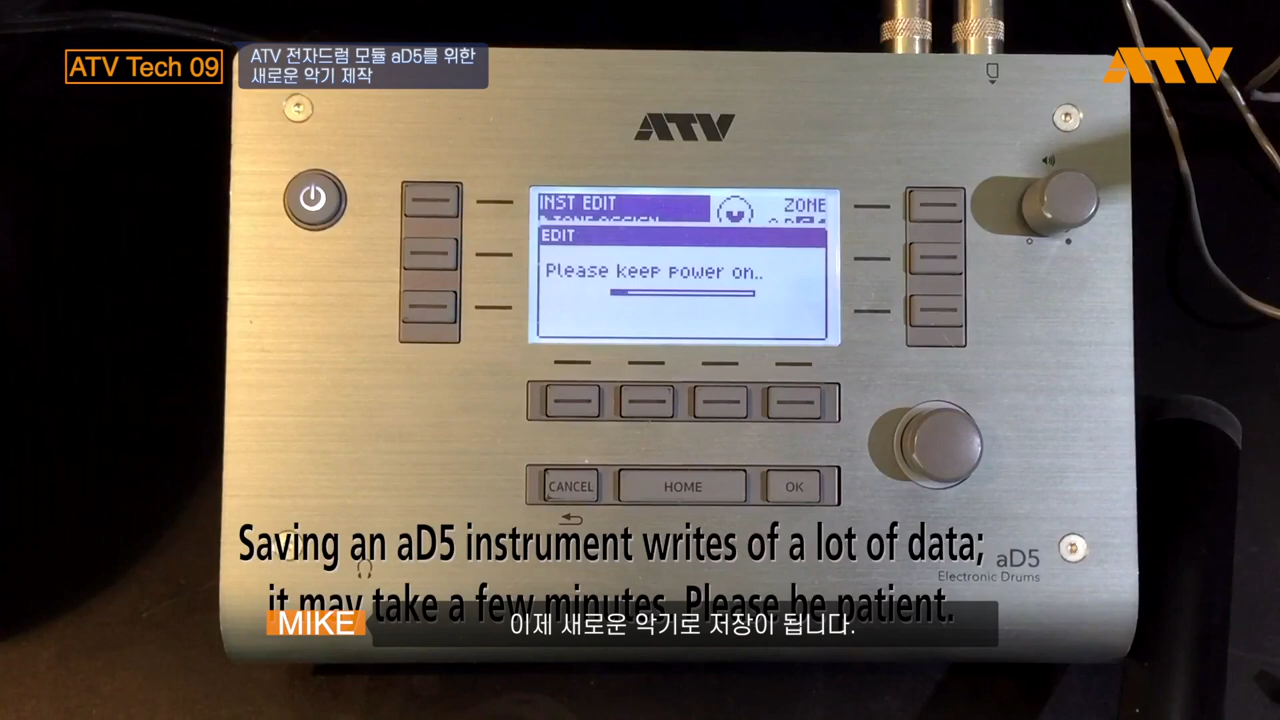 ATV Tech 09
ATV 전자드럼 모듈 aD5를 위한
새로운 악기 제작
ATV
ATV
INST EDIT
ZONE ASSIGN
ZONE
EDIT
Please keep power on..
CANCEL
HOME
OK
aD5
Electronic Drums
Saving an aD5 instrument writes of a lot of data;
it may take a few minutes. Please be patient.
MIKE
이제 새로운 악기로 저장이 됩니다.